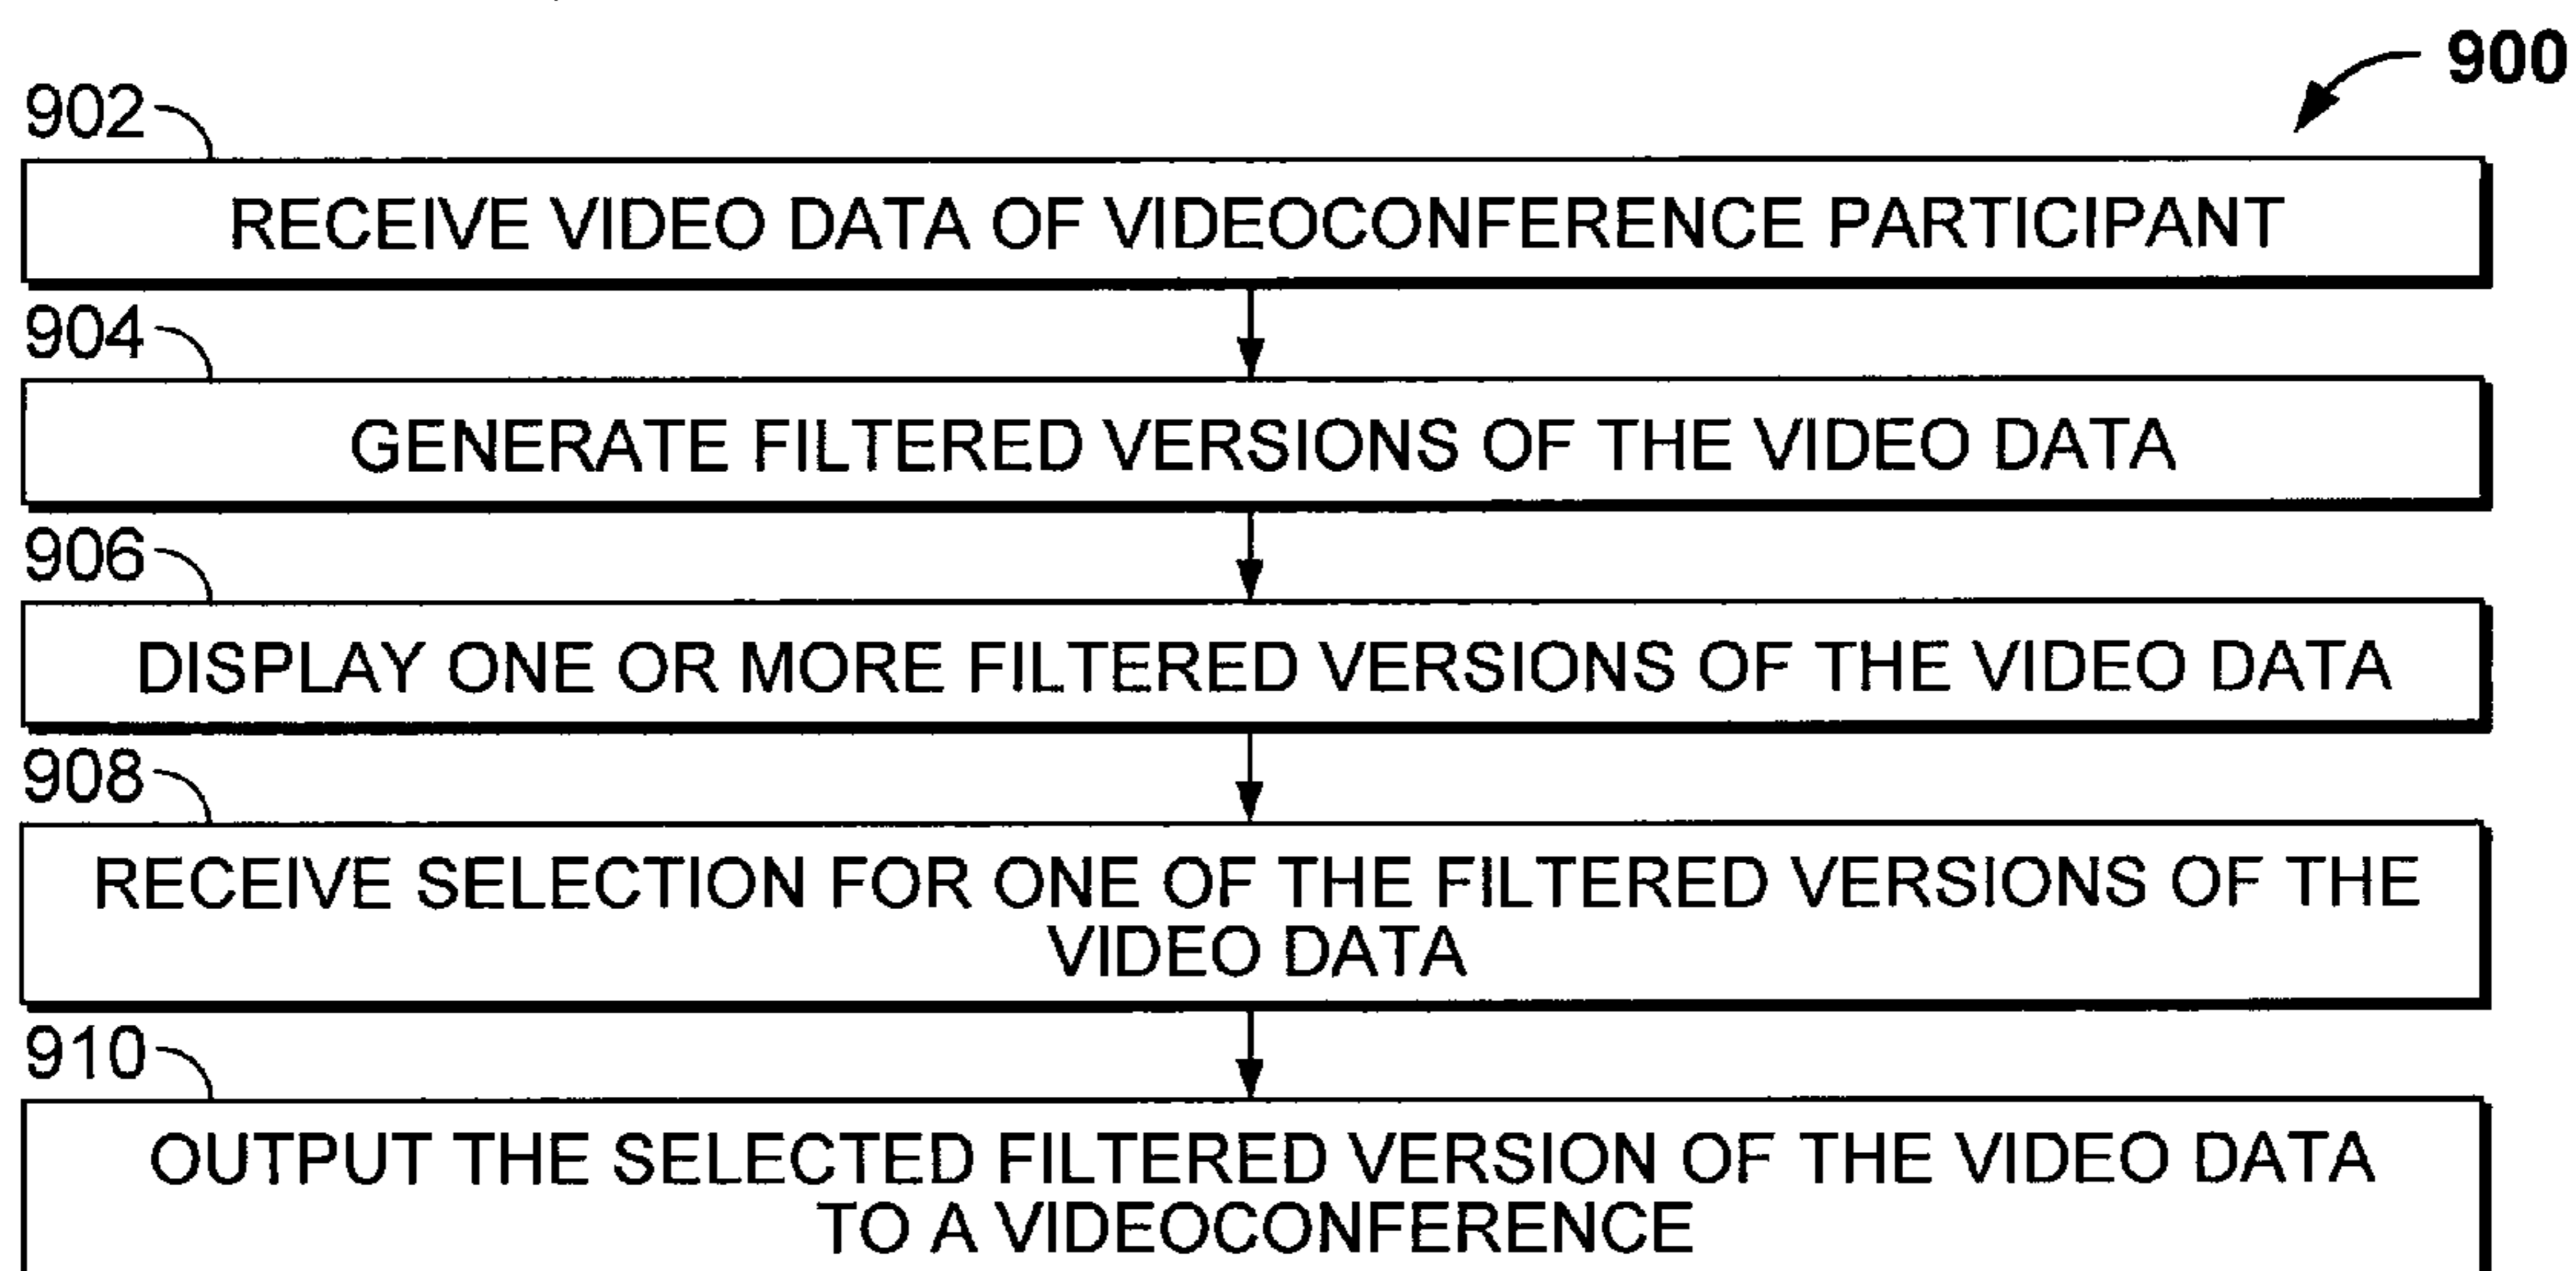 900
902
RECEIVE VIDEO DATA OF VIDEOCONFERENCE PARTICIPANT
904
GENERATE FILTERED VERSIONS OF THE VIDEO DATA
906
DISPLAY ONE OR MORE FILTERED VERSIONS OF THE VIDEO DATA
908
RECEIVE SELECTION FOR ONE OF THE FILTERED VERSIONS OF THE
VIDEO DATA
910
OUTPUT THE SELECTED FILTERED VERSION OF THE VIDEO DATA
TO A VIDEOCONFERENCE